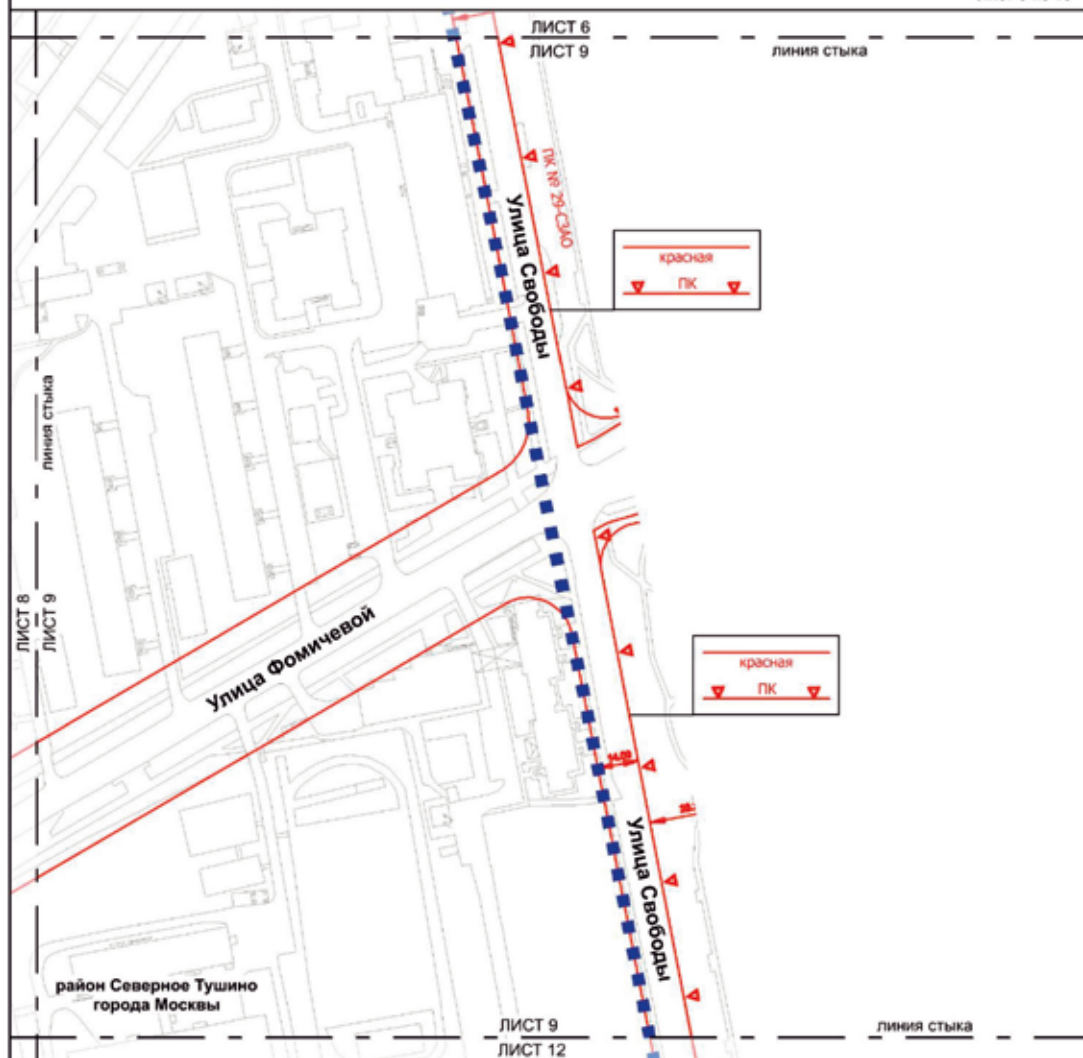 ЛИСТ 6
ЛИСТ 9
линия стыка
ПК № 29-СЗАО
Улица Свободы
красная
ПК
линия стыка
ЛИСТ 8
ЛИСТ 9
Улица Фомичевой
красная
ПК
Улица Свободы
район Северное Тушино
города Москвы
ЛИСТ 9
линия стыка
ЛИСТ 12